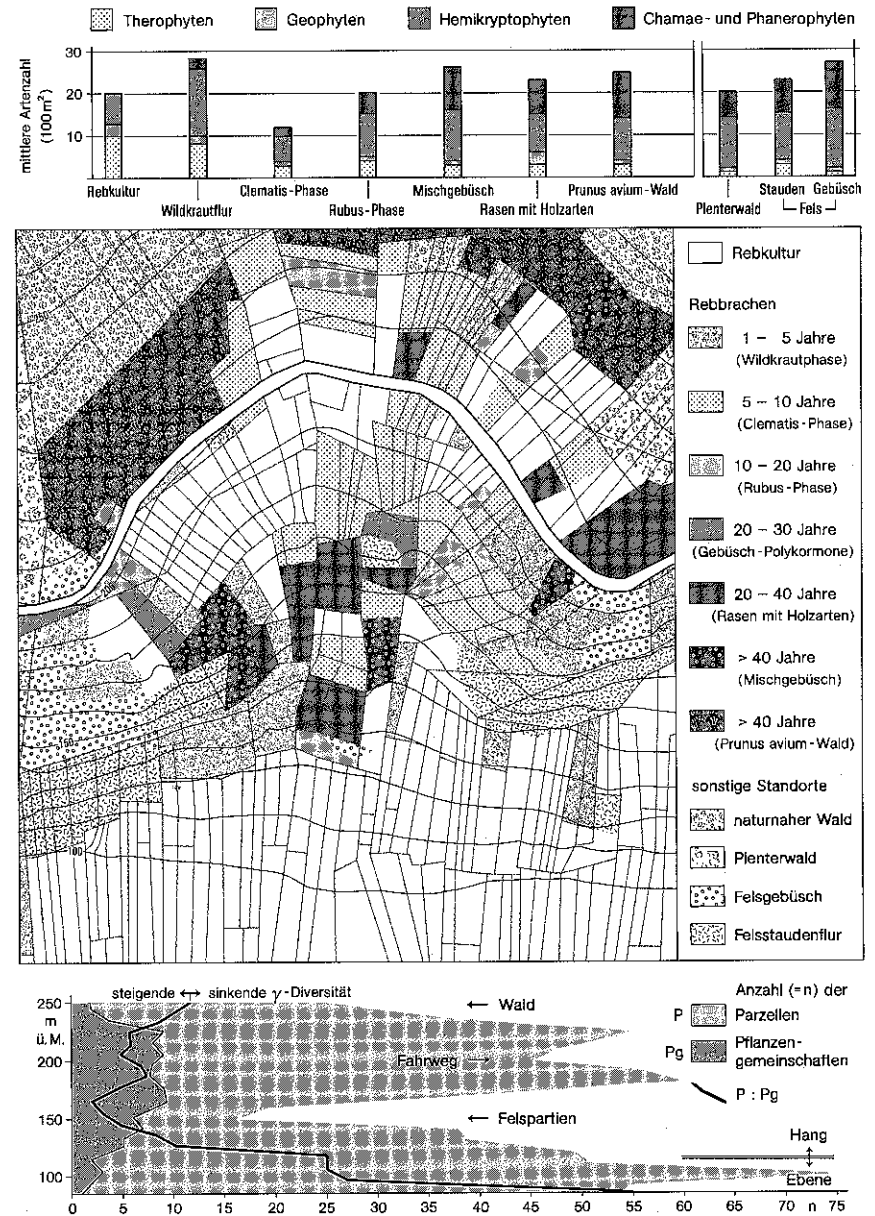 Therophyten Geophyten Hemikryptophyten Chamae- und Phanerophyten
mittlere Artenzahl
(100 m²)
30
20
10
Rebkultur Clematis-Phase Mischgebüsch Prunus avium-Wald Stauden Gebüsch
Wildkrautflur Rubus-Phase Rasen mit Holzarten Plenterwald Fels
Rebkultur
Rebbrachen
1 – 5 Jahre
(Wildkrautphase)
5 – 10 Jahre
(Clematis-Phase)
10 – 20 Jahre
(Rubus-Phase)
20 – 30 Jahre
(Gebüsch-Polykormone)
20 – 40 Jahre
(Rasen mit Holzarten)
> 40 Jahre
(Mischgebüsch)
> 40 Jahre
(Prunus avium-Wald)
sonstige Standorte
naturnaher Wald
Plenterwald
Felsgebüsch
Felsstaudenflur
150
100
steigende ↔ sinkende γ-Diversität
250
m
ü. M.
200
150
100
← Wald
Fahrweg →
← Felspartien
Anzahl (=n) der
P Parzellen
Pg Pflanzen-
gemeinschaften
P : Pg
Hang
Ebene
0 5 10 15 20 25 30 35 40 45 50 55 60 65 70 n 75